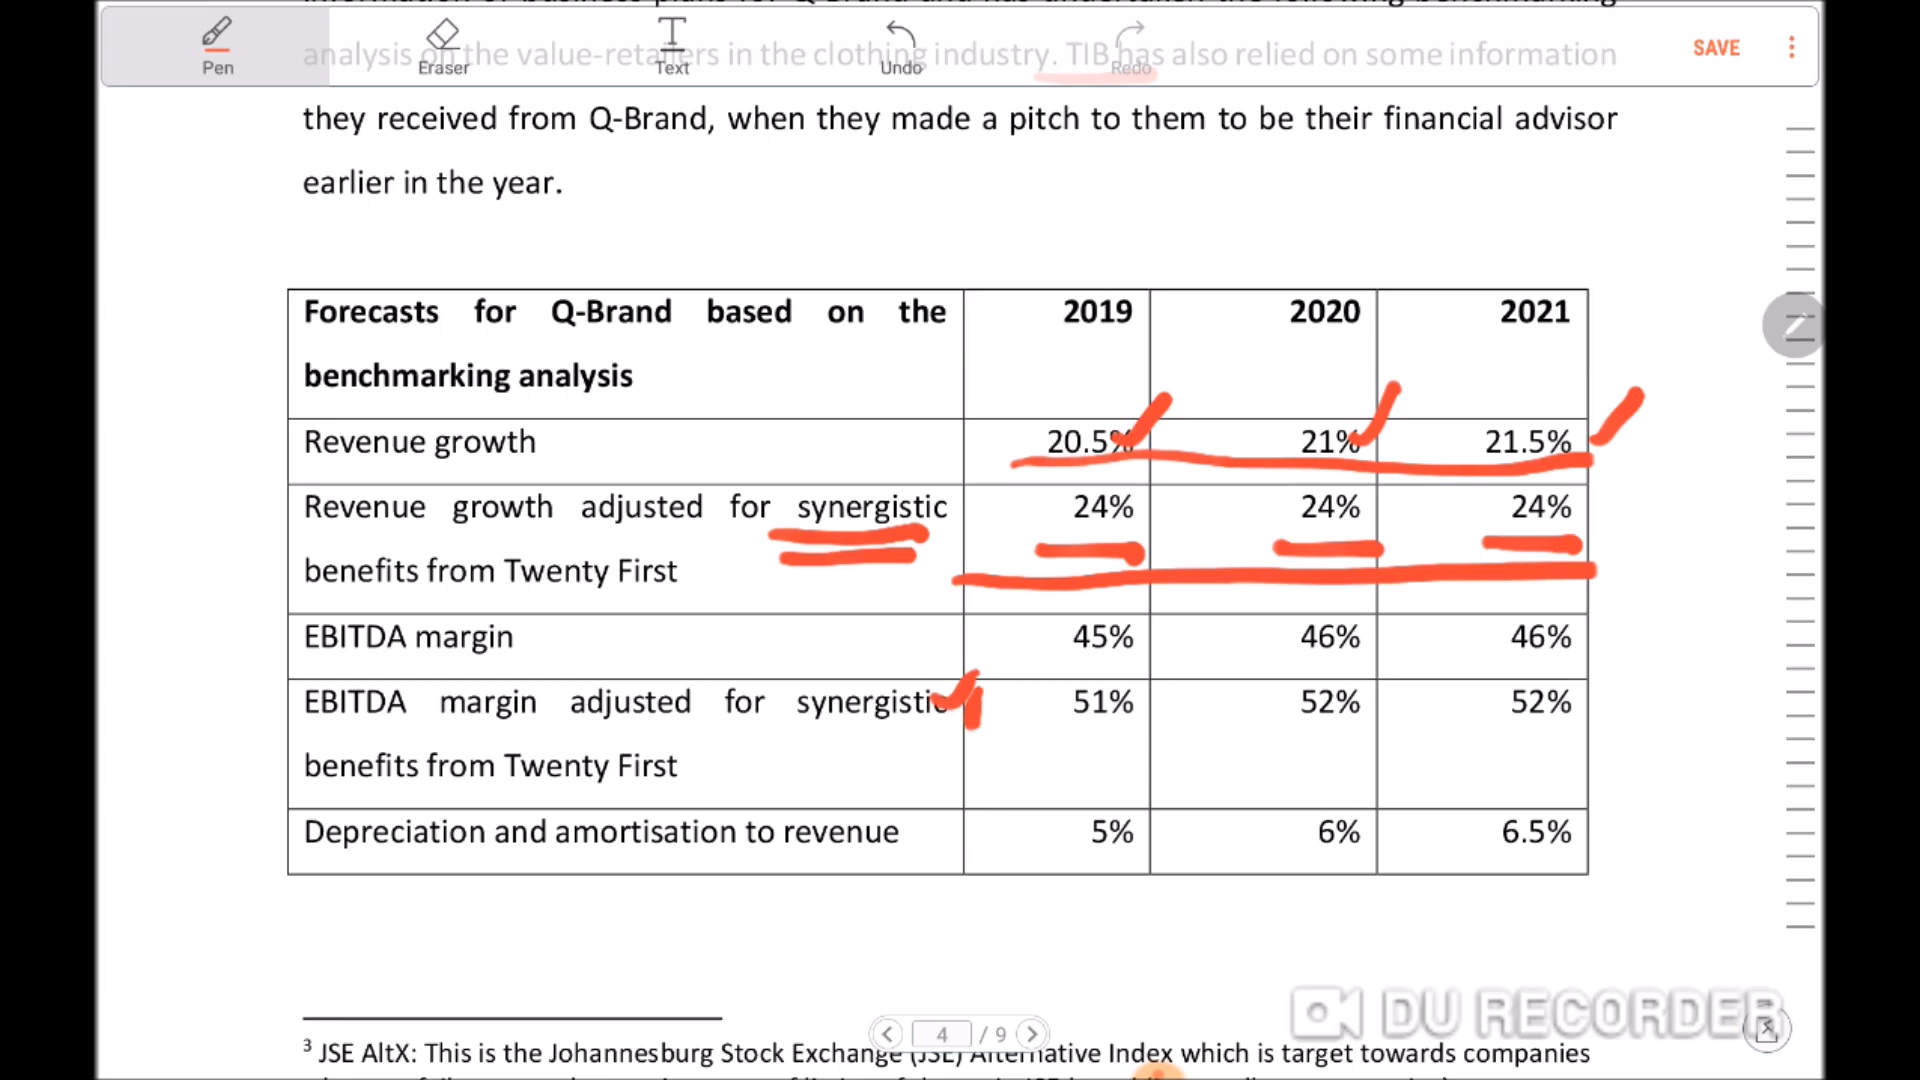 Pen
Eraser
Text
Undo
Redo
SAVE
analysis on the value-retailers in the clothing industry. TIB has also relied on some information
they received from Q-Brand, when they made a pitch to them to be their financial advisor
earlier in the year.
Forecasts for Q-Brand based on the 2019 2020 2021
benchmarking analysis
Revenue growth 20.5% 21% 21.5%
Revenue growth adjusted for synergistic 24% 24% 24%
benefits from Twenty First
EBITDA margin 45% 46% 46%
EBITDA margin adjusted for synergistic 51% 52% 52%
benefits from Twenty First
Depreciation and amortisation to revenue 5% 6% 6.5%
DU RECORDER
4 / 9
3 JSE AltX: This is the Johannesburg Stock Exchange (JSE) Alternative Index which is target towards companies